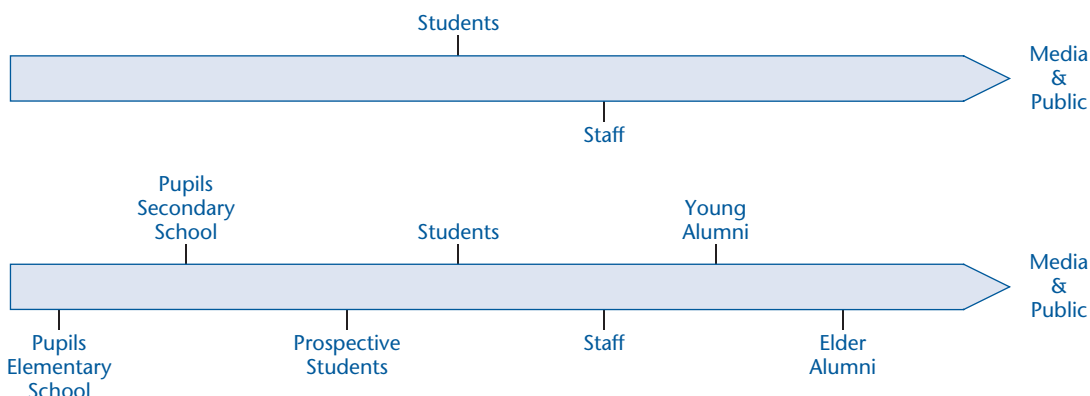 Students
Media
&
Public
Staff
Pupils
Secondary
School
Students
Young
Alumni
Media
&
Public
Pupils
Elementary
School
Prospective
Students
Staff
Elder
Alumni